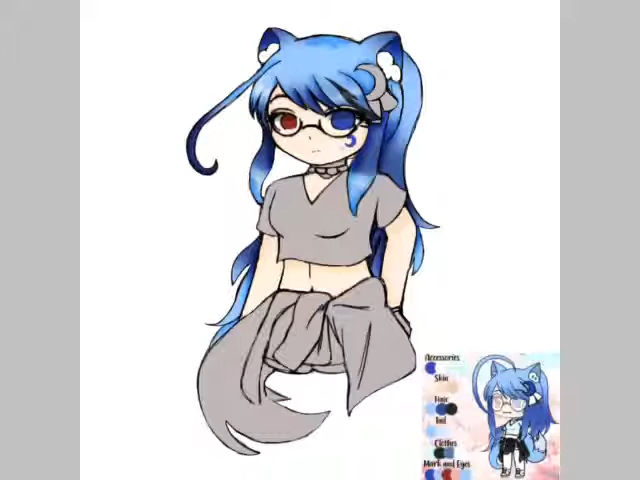 Accessories
Skin
Hair
Tail
Clothes
Mark and Eyes